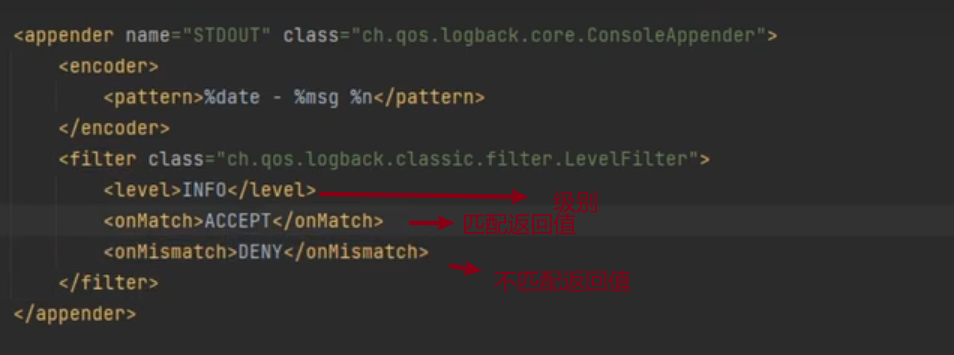 <appender name="STDOUT" class="ch.qos.logback.core.ConsoleAppender">
<encoder>
<pattern>%date - %msg %n</pattern>
</encoder>
<filter class="ch.qos.logback.classic.filter.LevelFilter">
<level>INFO</level> 级别
<onMatch>ACCEPT</onMatch> 匹配返回值
<onMismatch>DENY</onMismatch>
不匹配返回值
</filter>
</appender>